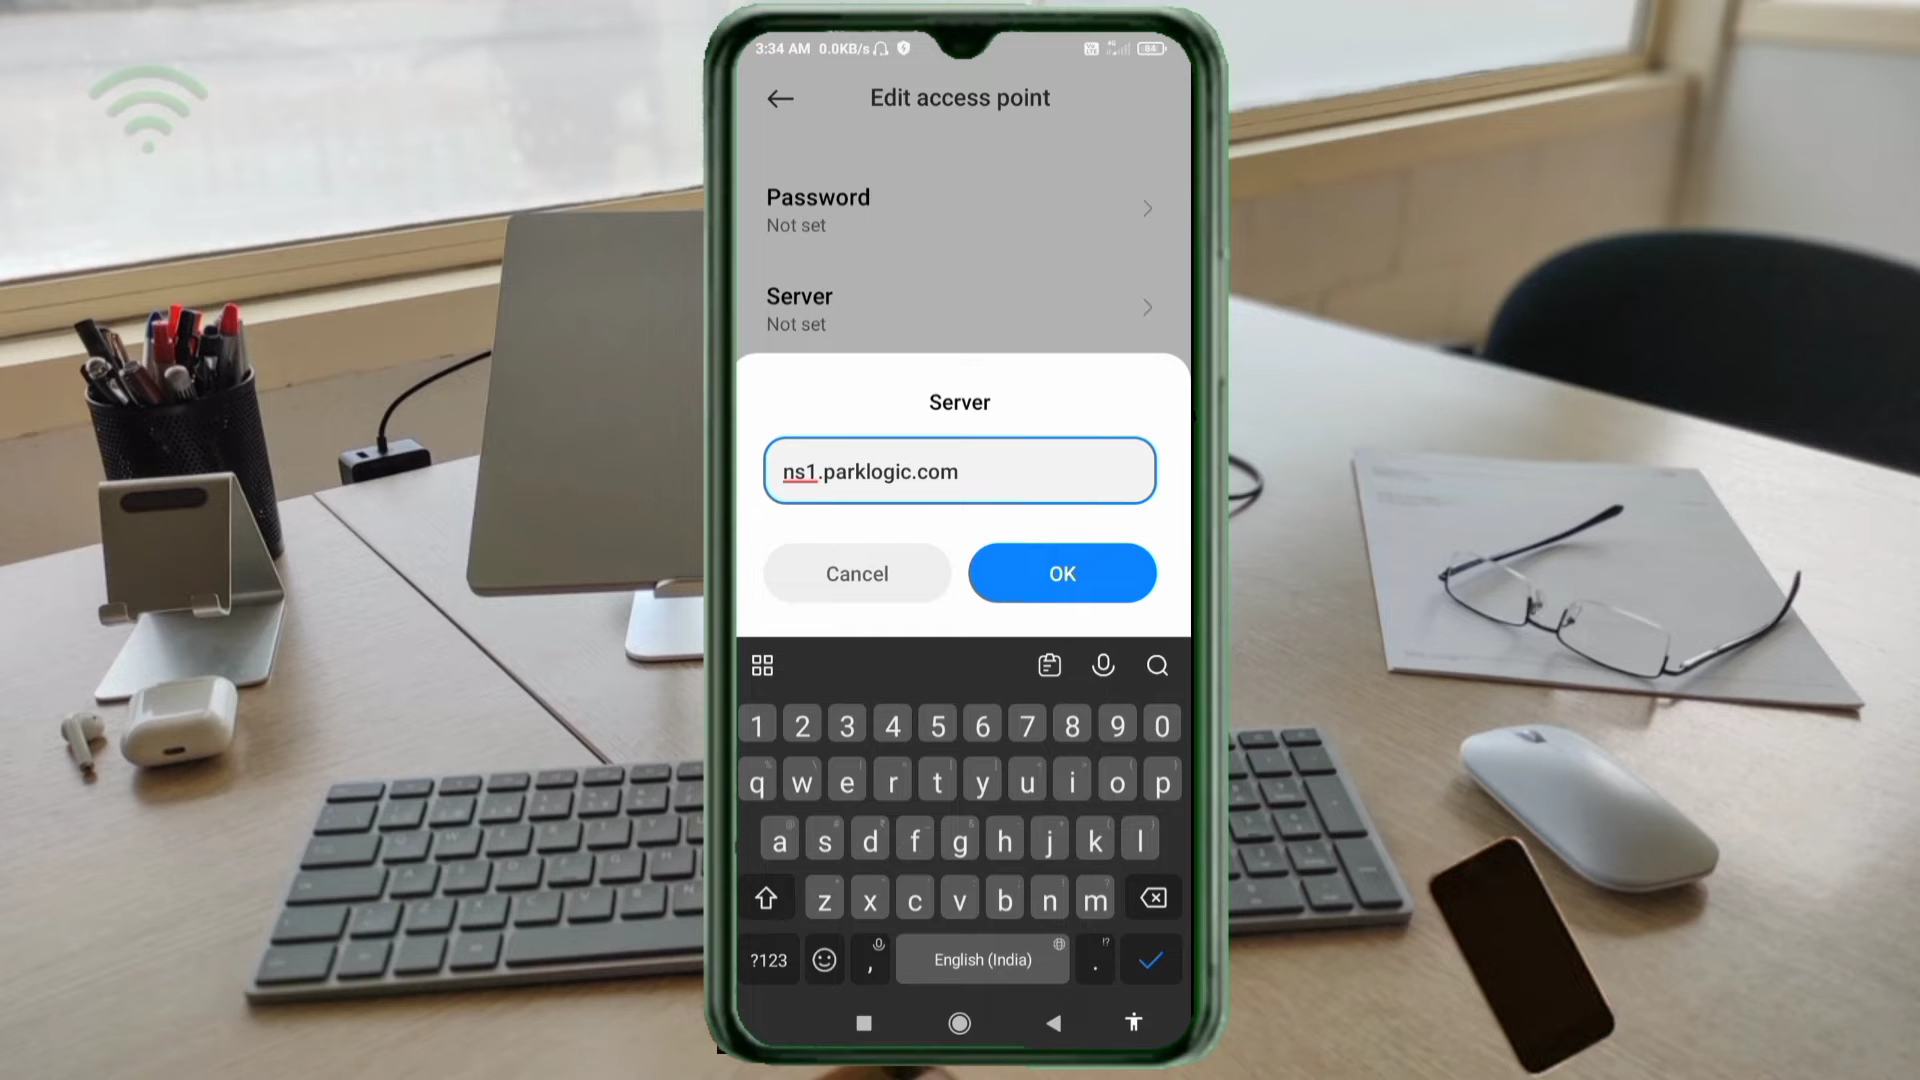 3:34 AM 0.0KB/s 84
Edit access point
Password
Not set
Server
Not set
Server
ns1.parklogic.com
Cancel OK
1 2 3 4 5 6 7 8 9 0
q w e r t y u i o p
a s d f g h j k l
z x c v b n m
?123 , English (India) .